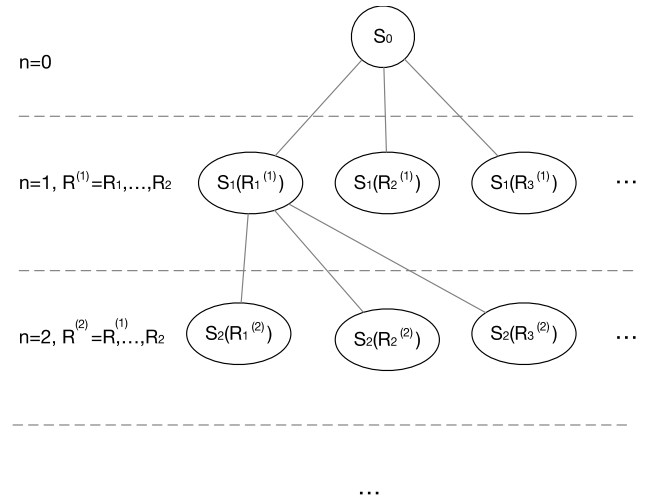 S0
n=0
n=1, R(1)=R1,...,R2
S1(R1(1))
S1(R2(1))
S1(R3(1))
...
n=2, R(2)=R(1),...,R2
S2(R1(2))
S2(R2(2))
S2(R3(2))
...
...